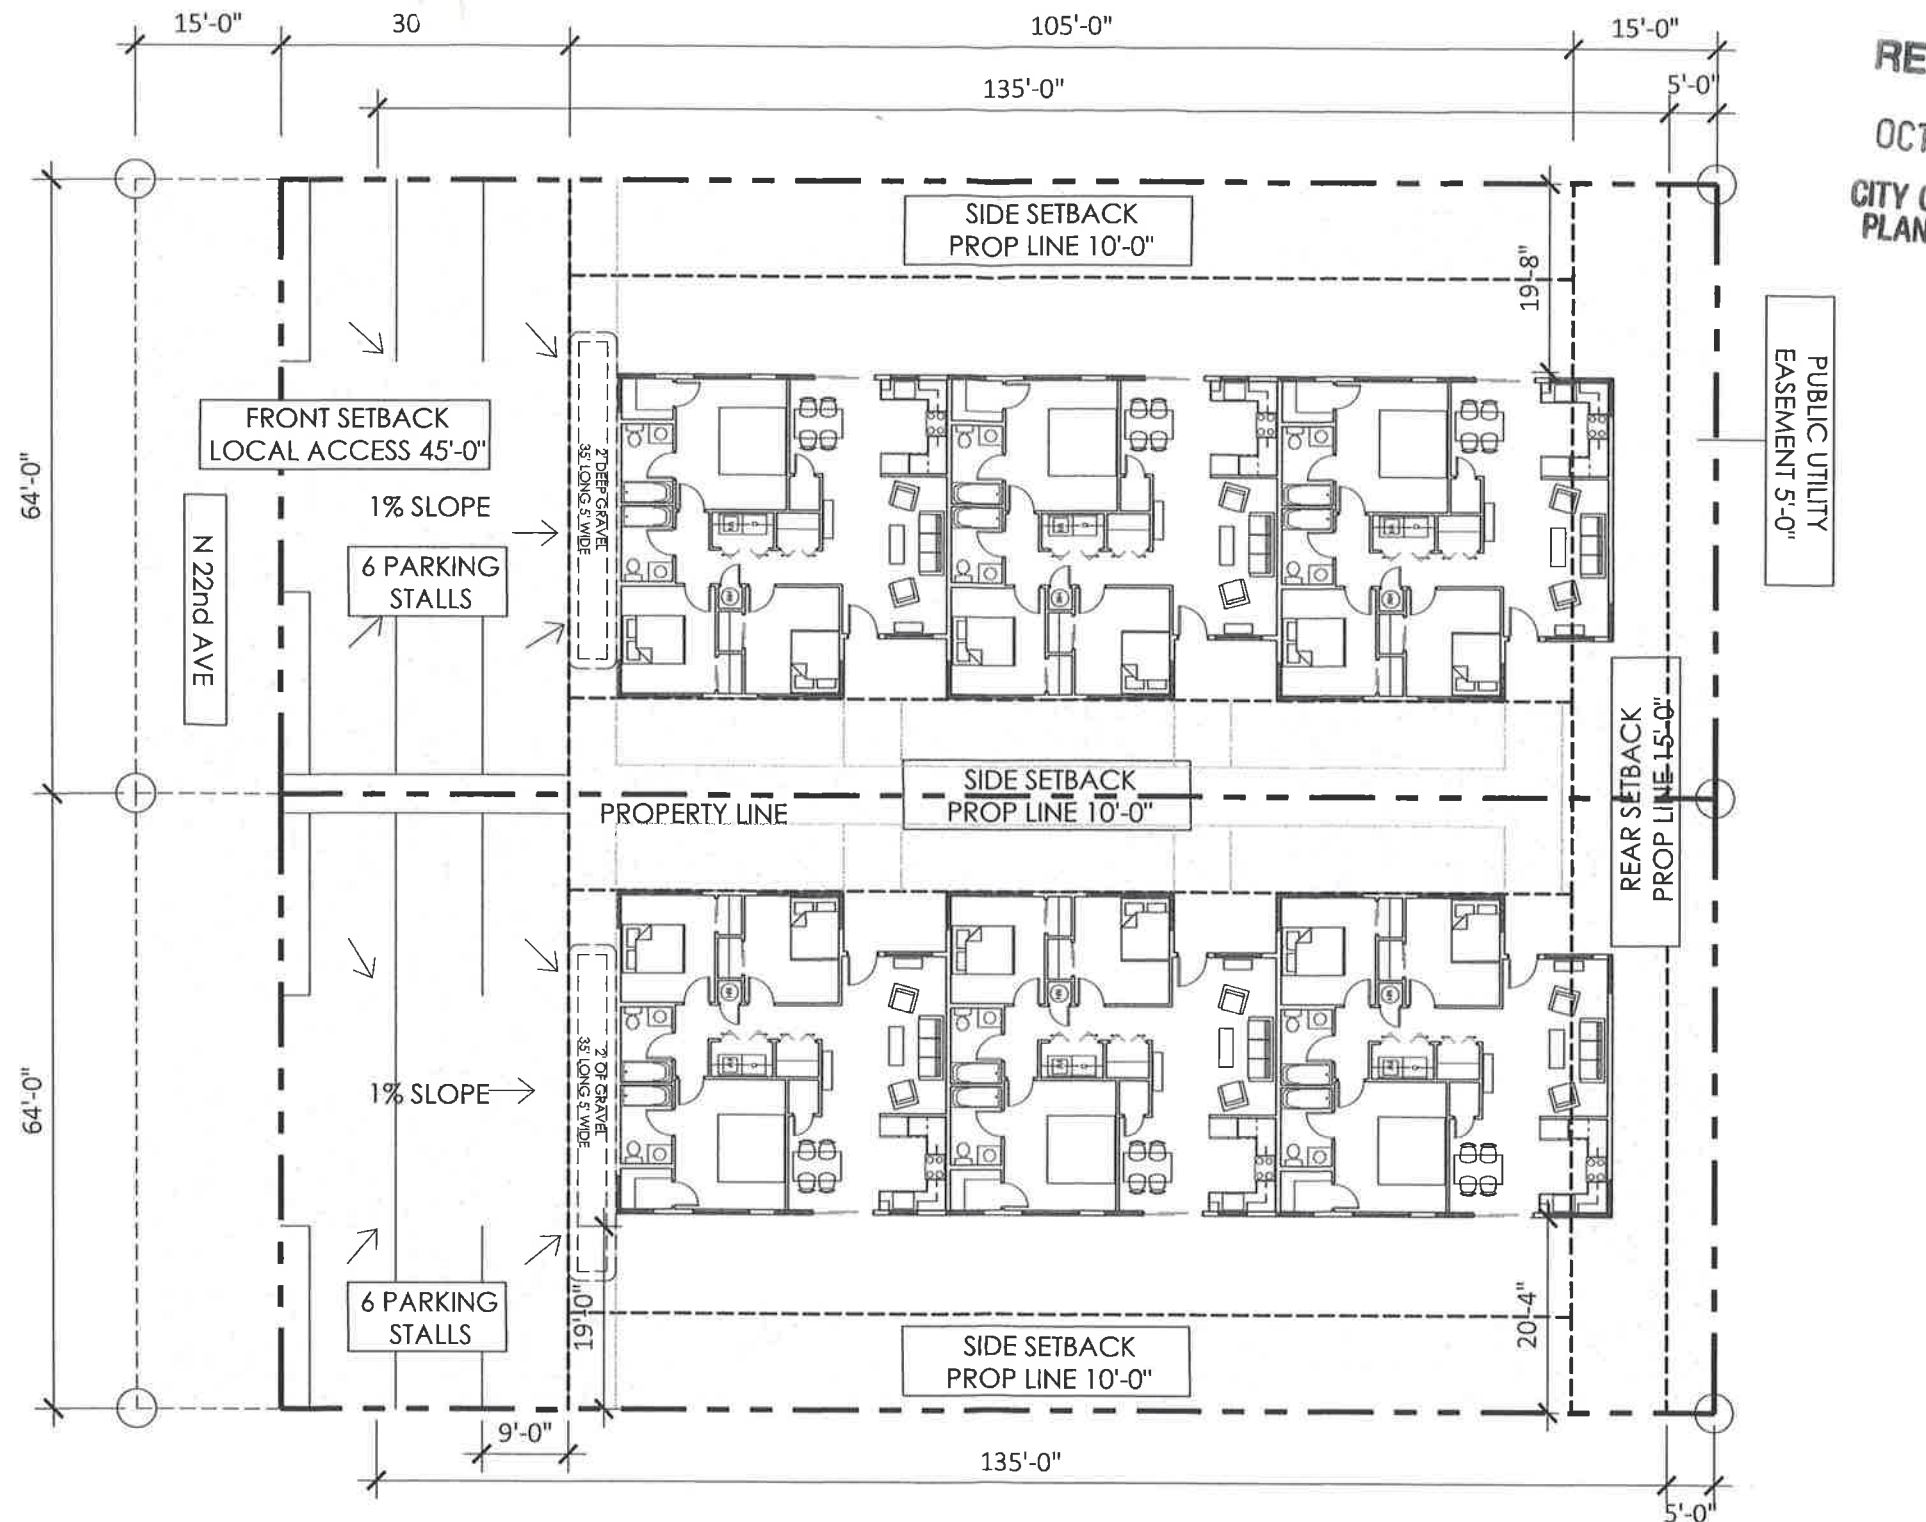 15'-0"
30
105'-0"
15'-0"
135'-0"
5'-0"
RE
OCT
CITY
PLAN
SIDE SETBACK
PROP LINE 10'-0"
19'-8"
PUBLIC UTILITY
EASEMENT 5'-0"
FRONT SETBACK
LOCAL ACCESS 45'-0"
64'-0"
2' DEEP GRAVEL
35' LONG 5' WIDE
1% SLOPE
N 22nd AVE
6 PARKING
STALLS
SIDE SETBACK
PROP LINE 10'-0"
PROPERTY LINE
REAR SETBACK
PROP LINE 15'-0"
64'-0"
2' OF GRAVEL
35' LONG 5' WIDE
1% SLOPE
6 PARKING
STALLS
19'-0"
SIDE SETBACK
PROP LINE 10'-0"
20'-4"
9'-0"
135'-0"
5'-0"